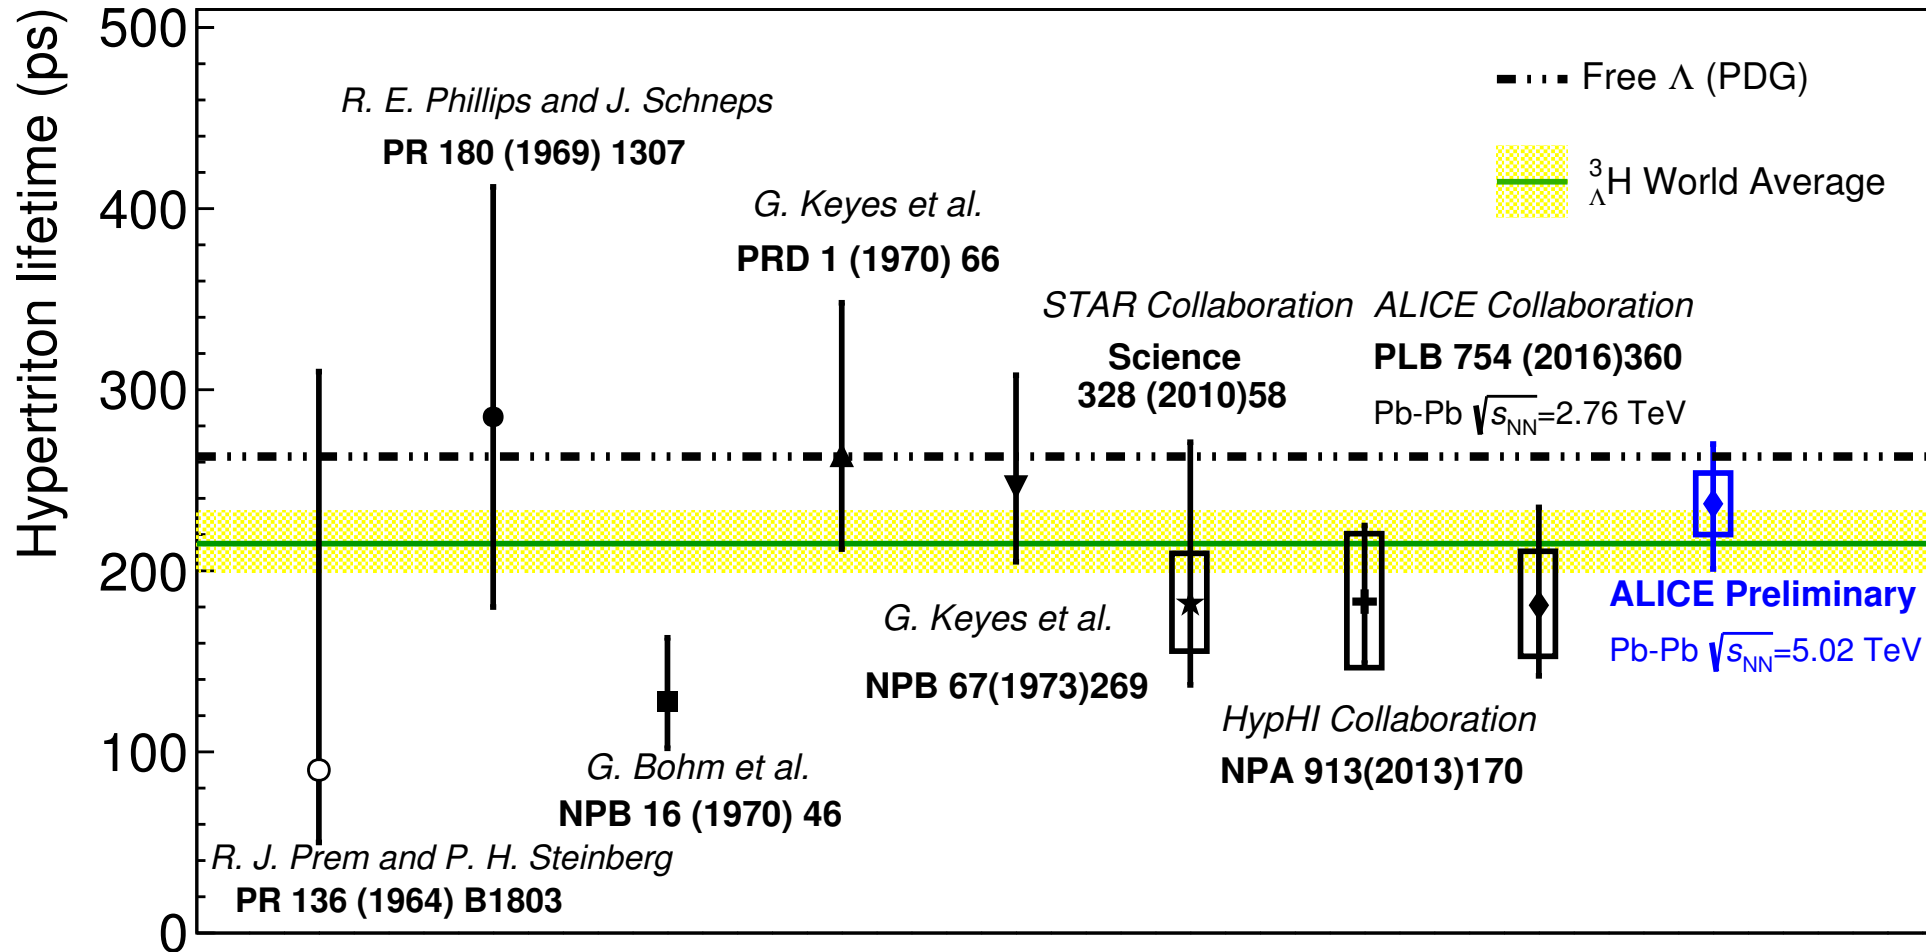 Hypertriton lifetime (ps)
500
400
300
200
100
0
Free Λ (PDG)
³ΛH World Average
R. E. Phillips and J. Schneps
PR 180 (1969) 1307
G. Keyes et al.
PRD 1 (1970) 66
STAR Collaboration
Science
328 (2010)58
ALICE Collaboration
PLB 754 (2016)360
Pb-Pb √sNN=2.76 TeV
ALICE Preliminary
Pb-Pb √sNN=5.02 TeV
G. Keyes et al.
NPB 67(1973)269
HypHI Collaboration
NPA 913(2013)170
G. Bohm et al.
NPB 16 (1970) 46
R. J. Prem and P. H. Steinberg
PR 136 (1964) B1803